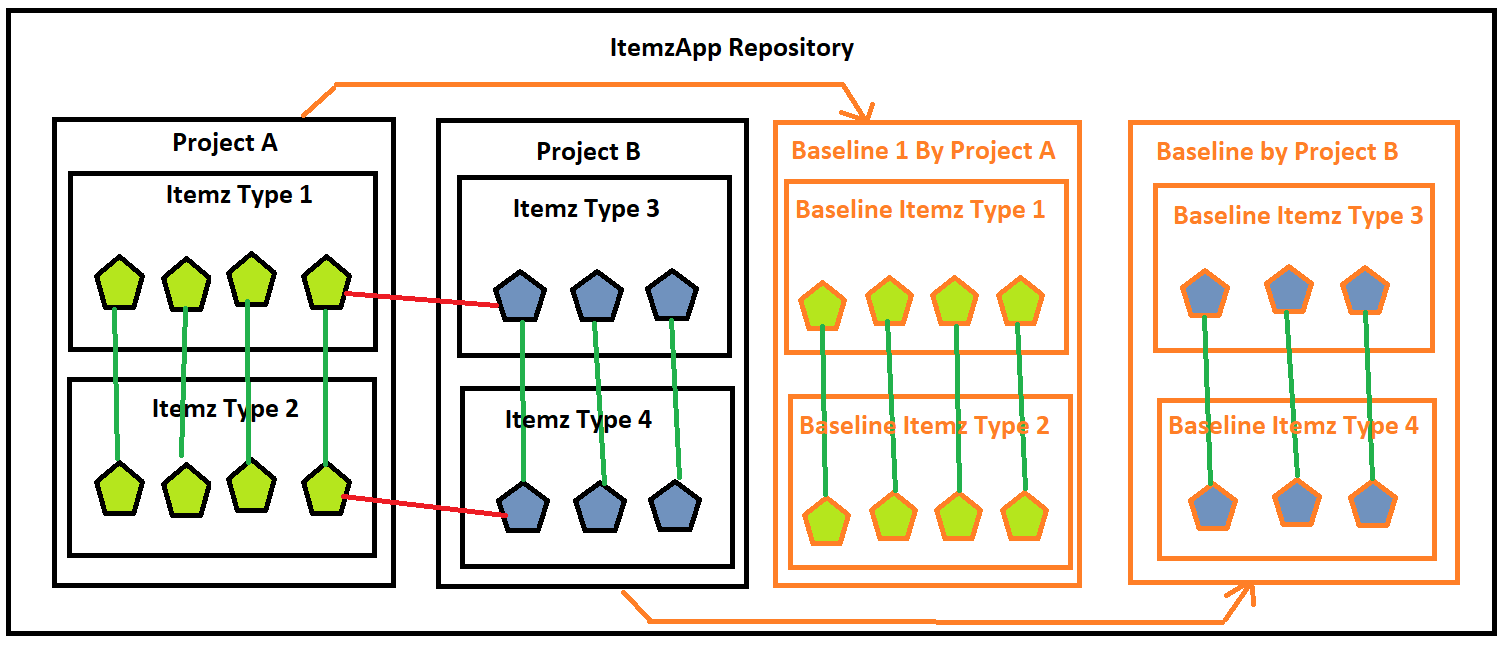 ItemzApp Repository
Project A
Itemz Type 1
Itemz Type 2
Project B
Itemz Type 3
Itemz Type 4
Baseline 1 By Project A
Baseline Itemz Type 1
Baseline Itemz Type 2
Baseline by Project B
Baseline Itemz Type 3
Baseline Itemz Type 4